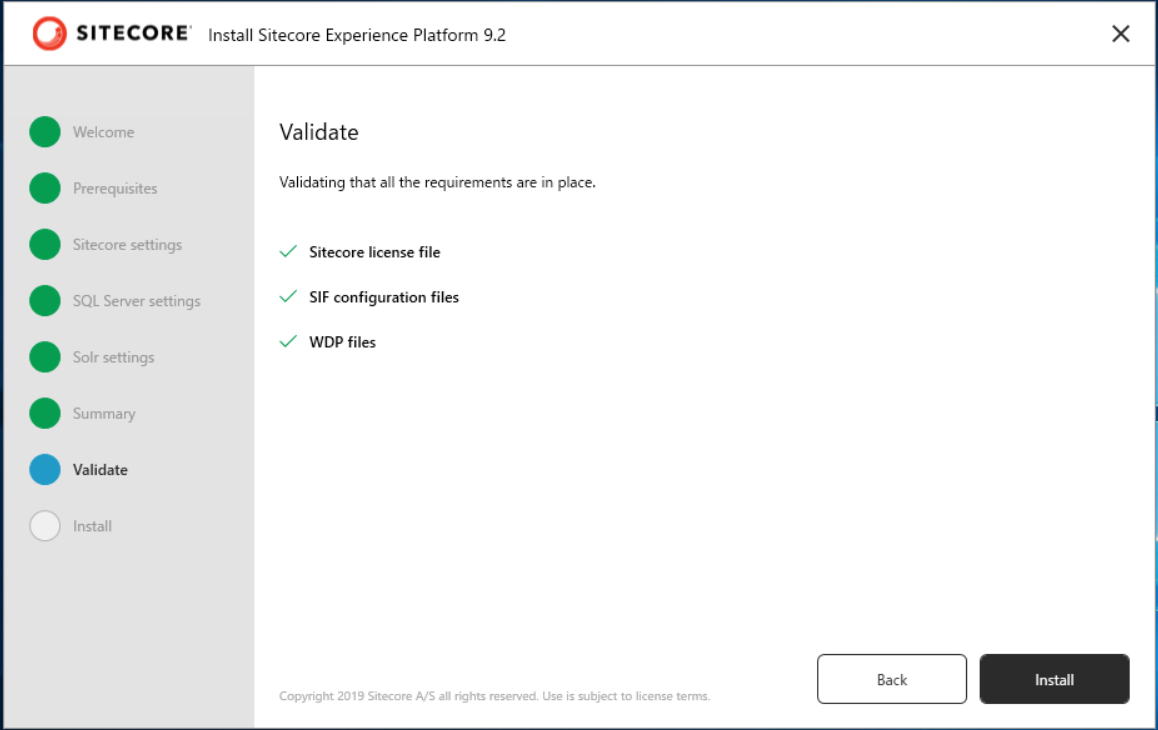 SITECORE Install Sitecore Experience Platform 9.2
Welcome
Prerequisites
Sitecore settings
SQL Server settings
Solr settings
Summary
Validate
Install
Validate
Validating that all the requirements are in place.
Sitecore license file
SIF configuration files
WDP files
Back
Install
Copyright 2019 Sitecore A/S all rights reserved. Use is subject to license terms.